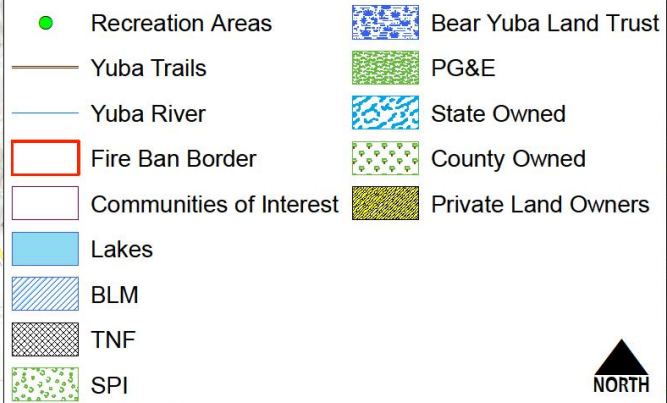 Recreation Areas
Yuba Trails
Yuba River
Fire Ban Border
Communities of Interest
Lakes
BLM
TNF
SPI
Bear Yuba Land Trust
PG&E
State Owned
County Owned
Private Land Owners
NORTH